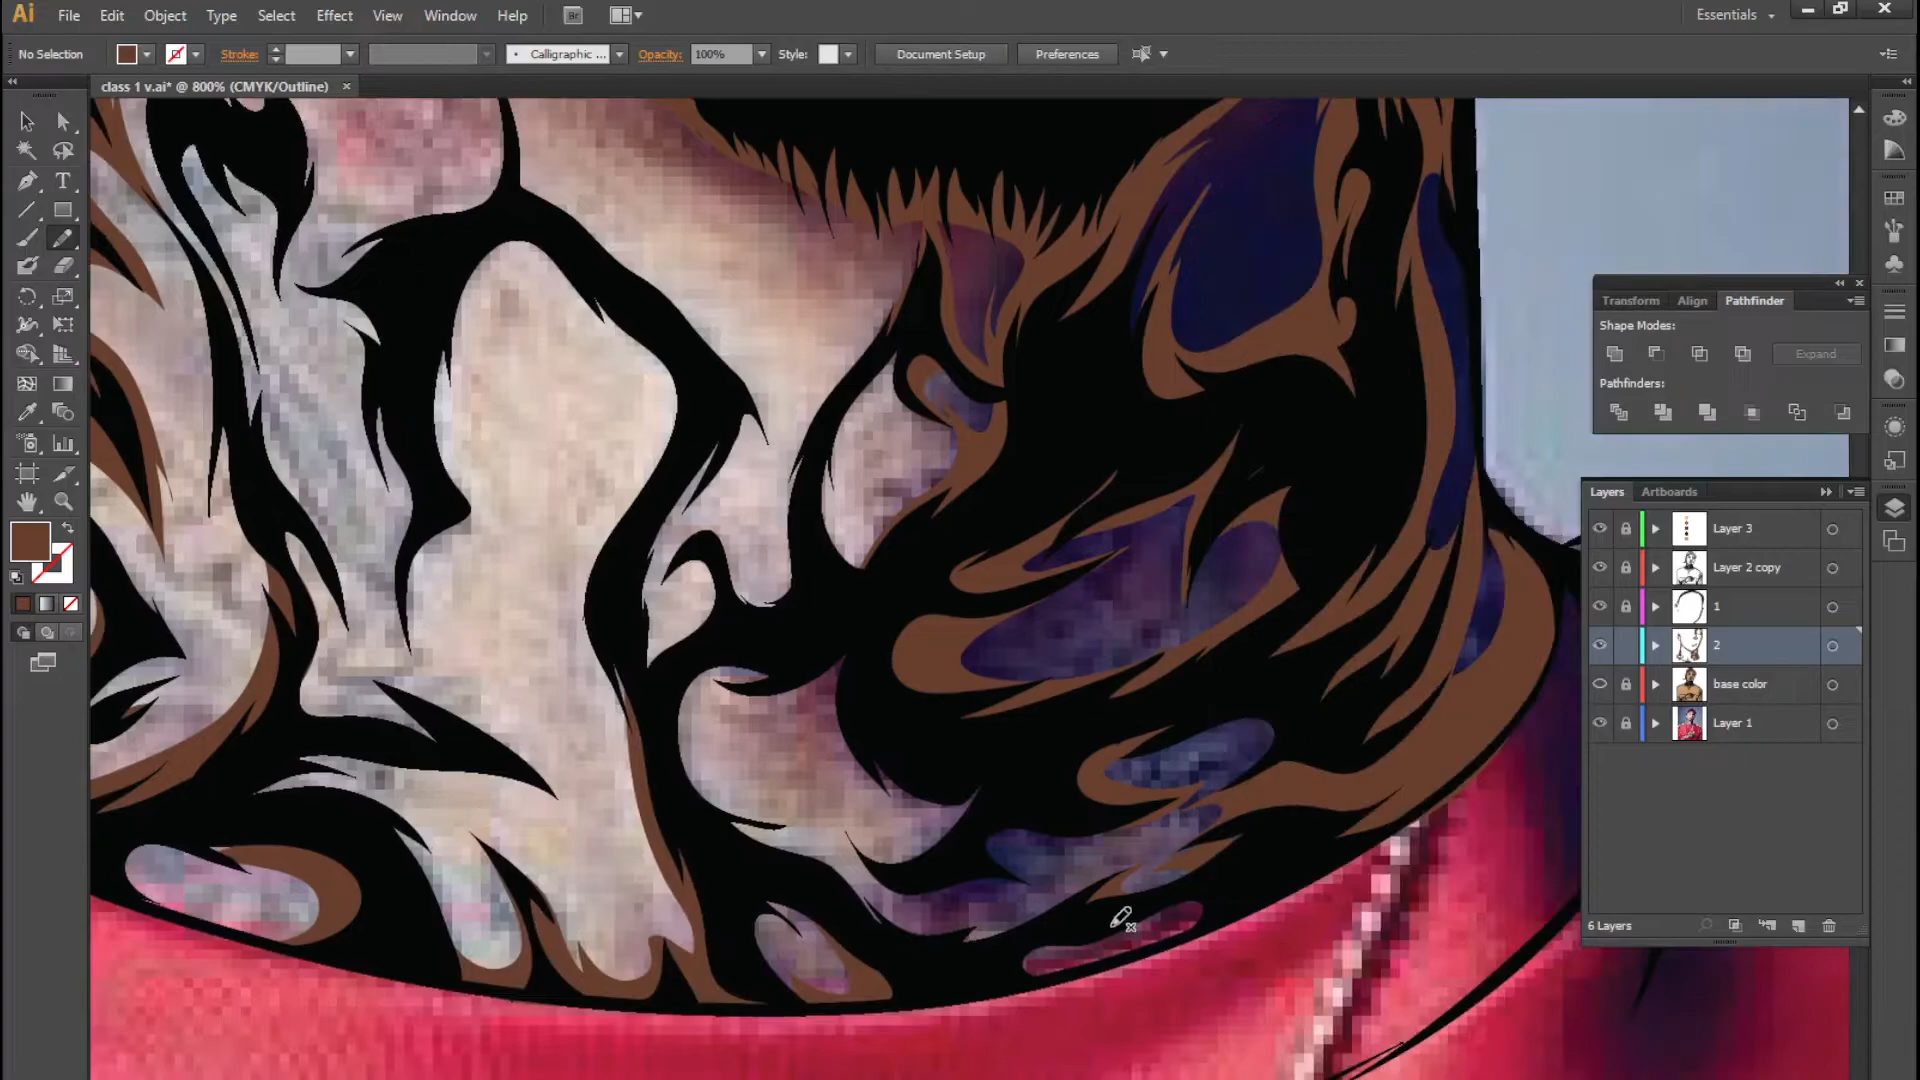 Ai File Edit Object Type Select Effect View Window Help Br Essentials
No Selection Stroke: Calligraphic ... Opacity: 100% Style: Document Setup Preferences
class 1 v.ai* @ 800% (CMYK/Outline)
Transform Align Pathfinder
Shape Modes:
Expand
Pathfinders:
Layers Artboards
Layer 3
Layer 2 copy
1
2
base color
Layer 1
6 Layers